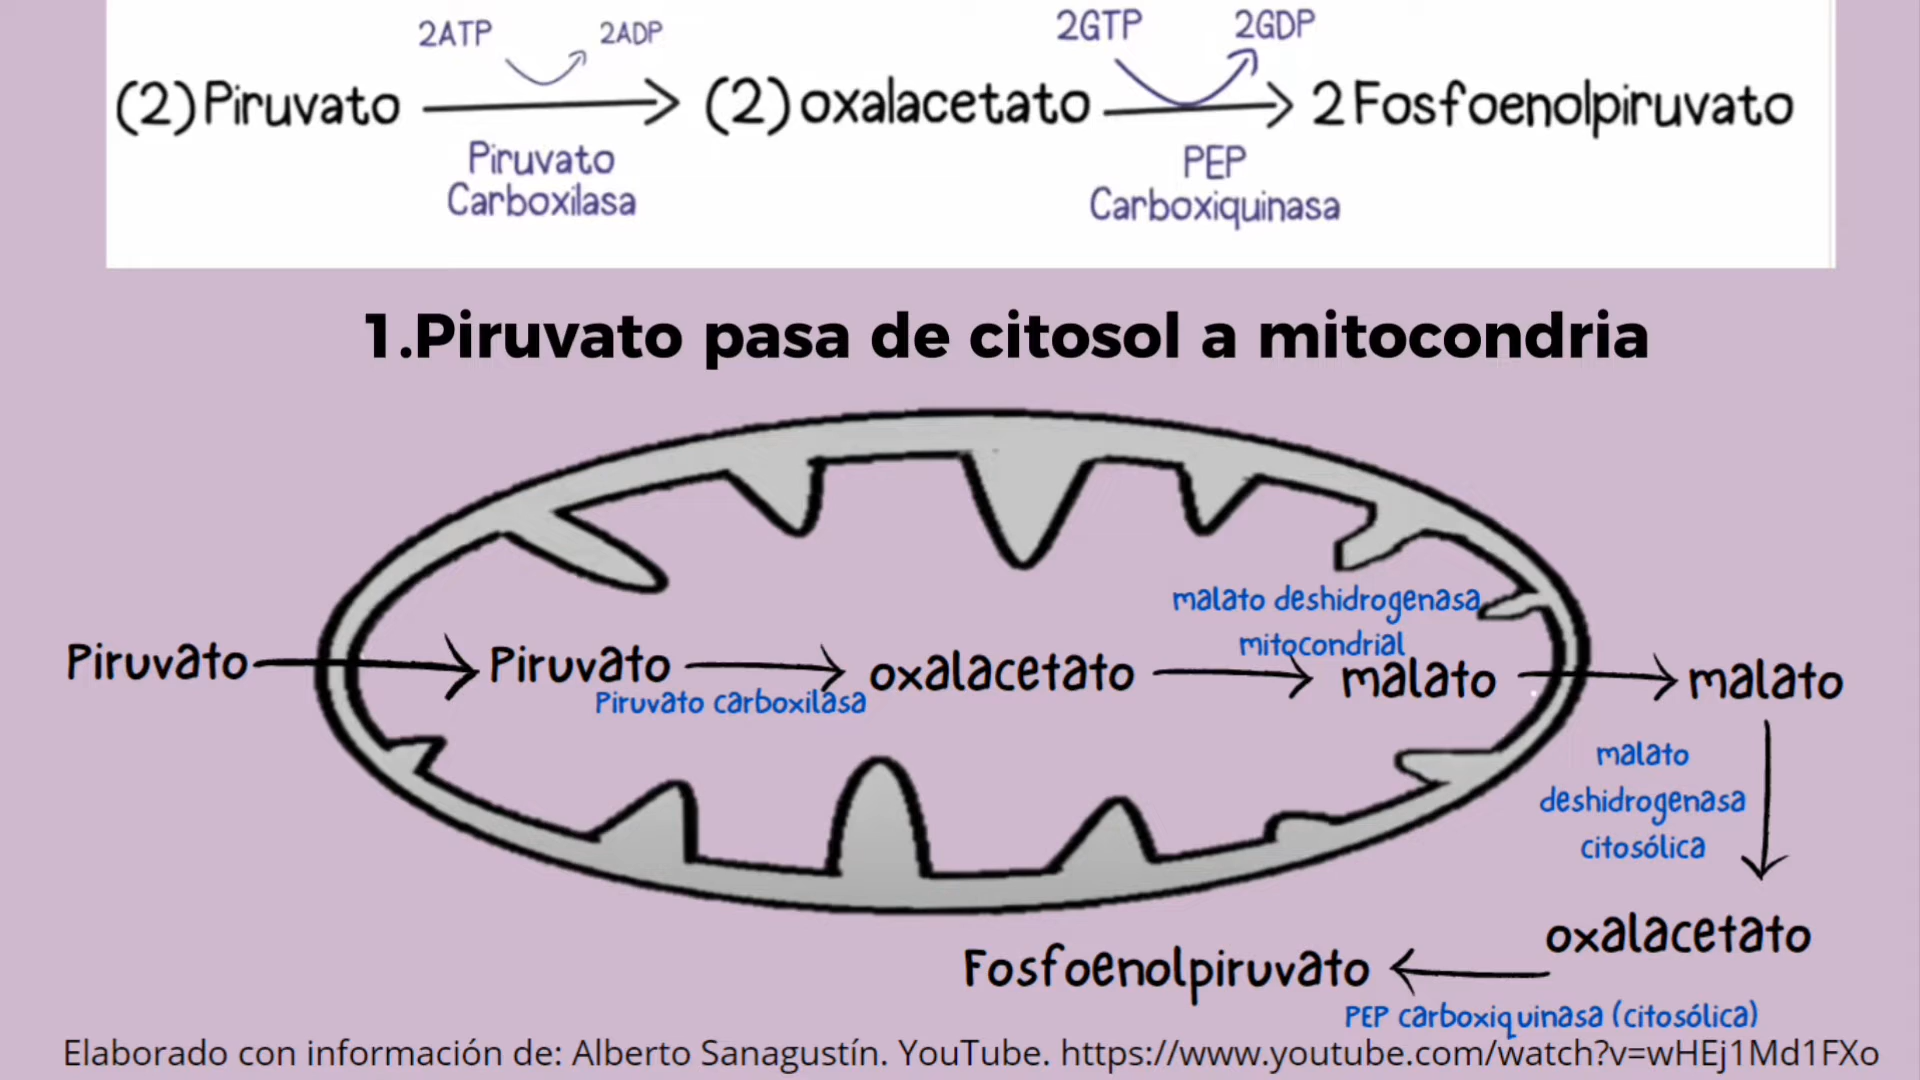 2ATP 2ADP 2GTP 2GDP
(2)Piruvato (2)oxalacetato 2Fosfoenolpiruvato
Piruvato
Carboxilasa
PEP
Carboxiquinasa
1.Piruvato pasa de citosol a mitocondria
malato deshidrogenasa
mitocondrial
Piruvato Piruvato oxalacetato malato malato
Piruvato carboxilasa
malato
deshidrogenasa
citosólica
oxalacetato
Fosfoenolpiruvato
PEP carboxiquinasa (citosólica)
Elaborado con información de: Alberto Sanagustín. YouTube. https://www.youtube.com/watch?v=wHEj1Md1FXo